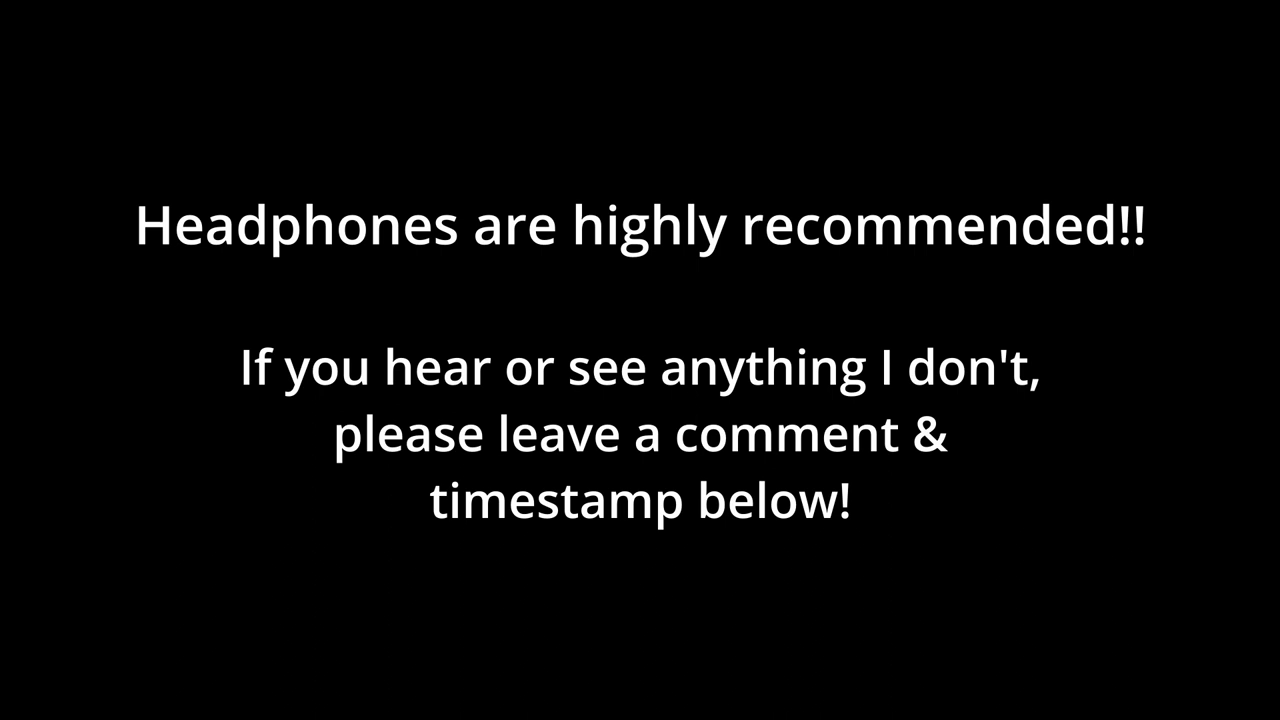 Headphones are highly recommended!!
If you hear or see anything I don't,
please leave a comment &
timestamp below!